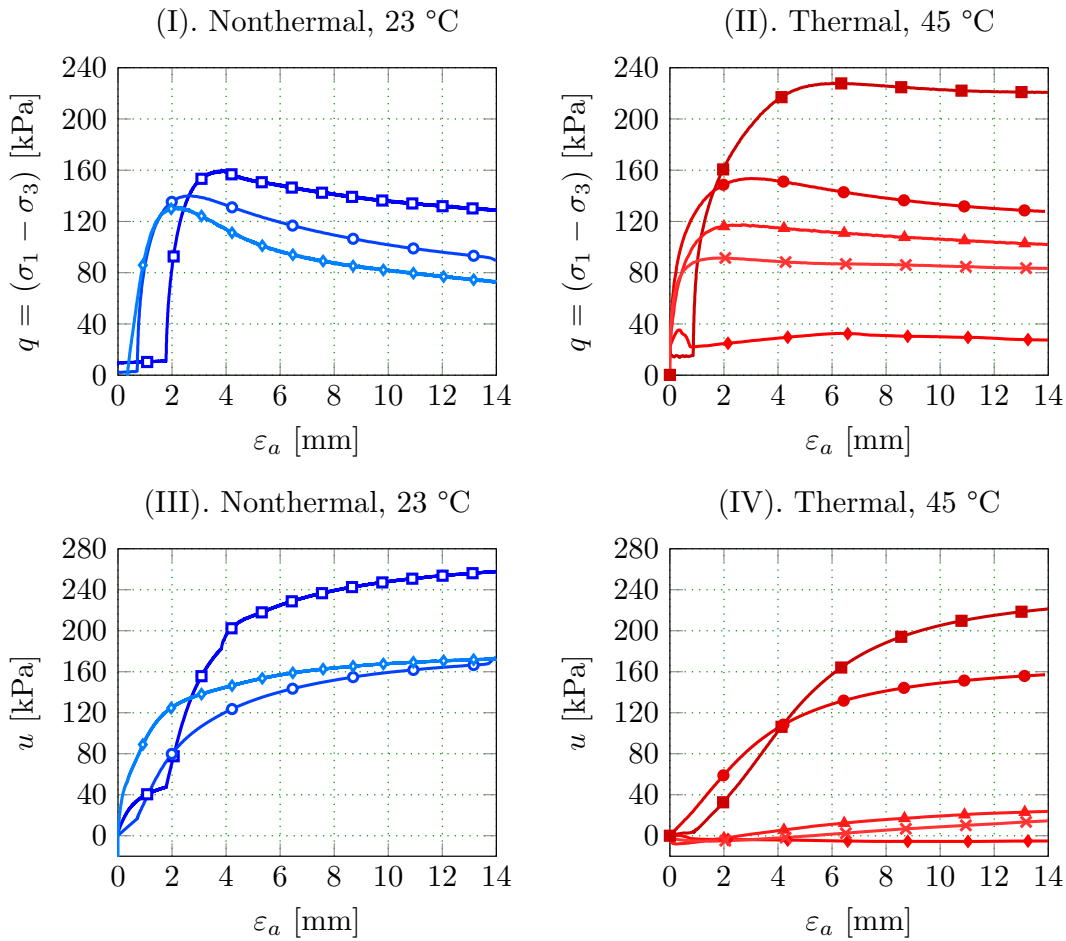 (I). Nonthermal, 23 °C
(II). Thermal, 45 °C
q = (σ1 − σ3) [kPa]
240
200
160
120
80
40
0
0 2 4 6 8 10 12 14
εa [mm]
q = (σ1 − σ3) [kPa]
240
200
160
120
80
40
0
0 2 4 6 8 10 12 14
εa [mm]
(III). Nonthermal, 23 °C
(IV). Thermal, 45 °C
u [kPa]
280
240
200
160
120
80
40
0
0 2 4 6 8 10 12 14
εa [mm]
u [kPa]
280
240
200
160
120
80
40
0
0 2 4 6 8 10 12 14
εa [mm]